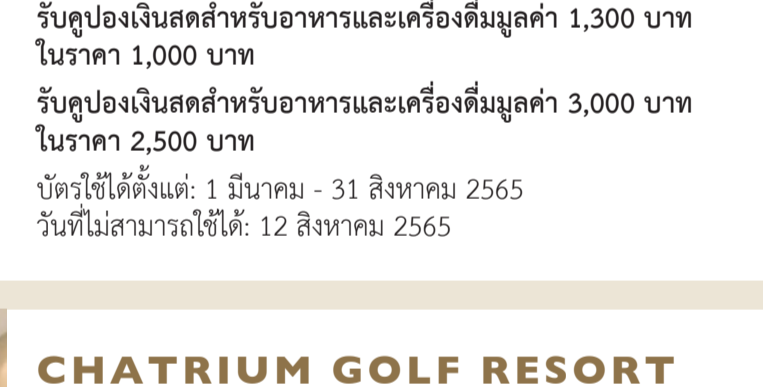 รับคูปองเงินสดสำหรับอาหารและเครื่องดื่มมูลค่า 1,300 บาท
ในราคา 1,000 บาท
รับคูปองเงินสดสำหรับอาหารและเครื่องดื่มมูลค่า 3,000 บาท
ในราคา 2,500 บาท
บัตรใช้ได้ตั้งแต่: 1 มีนาคม - 31 สิงหาคม 2565
วันที่ไม่สามารถใช้ได้: 12 สิงหาคม 2565
CHATRIUM GOLF RESORT